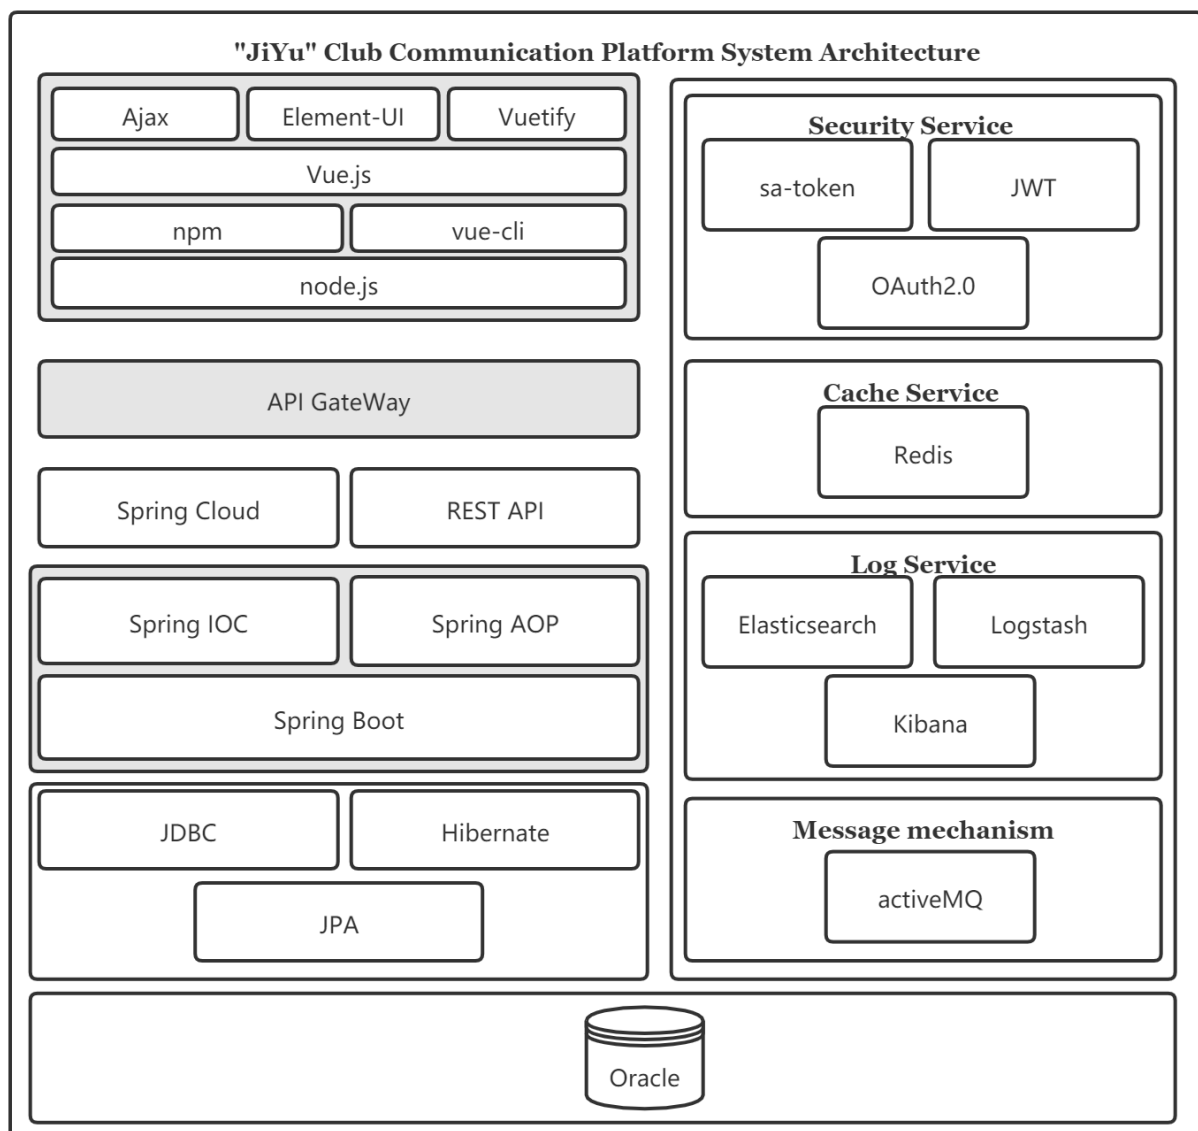 "JiYu" Club Communication Platform System Architecture
Ajax
Element-UI
Vuetify
Vue.js
npm
vue-cli
node.js
API GateWay
Spring Cloud
REST API
Spring IOC
Spring AOP
Spring Boot
JDBC
Hibernate
JPA
Security Service
sa-token
JWT
OAuth2.0
Cache Service
Redis
Log Service
Elasticsearch
Logstash
Kibana
Message mechanism
activeMQ
Oracle